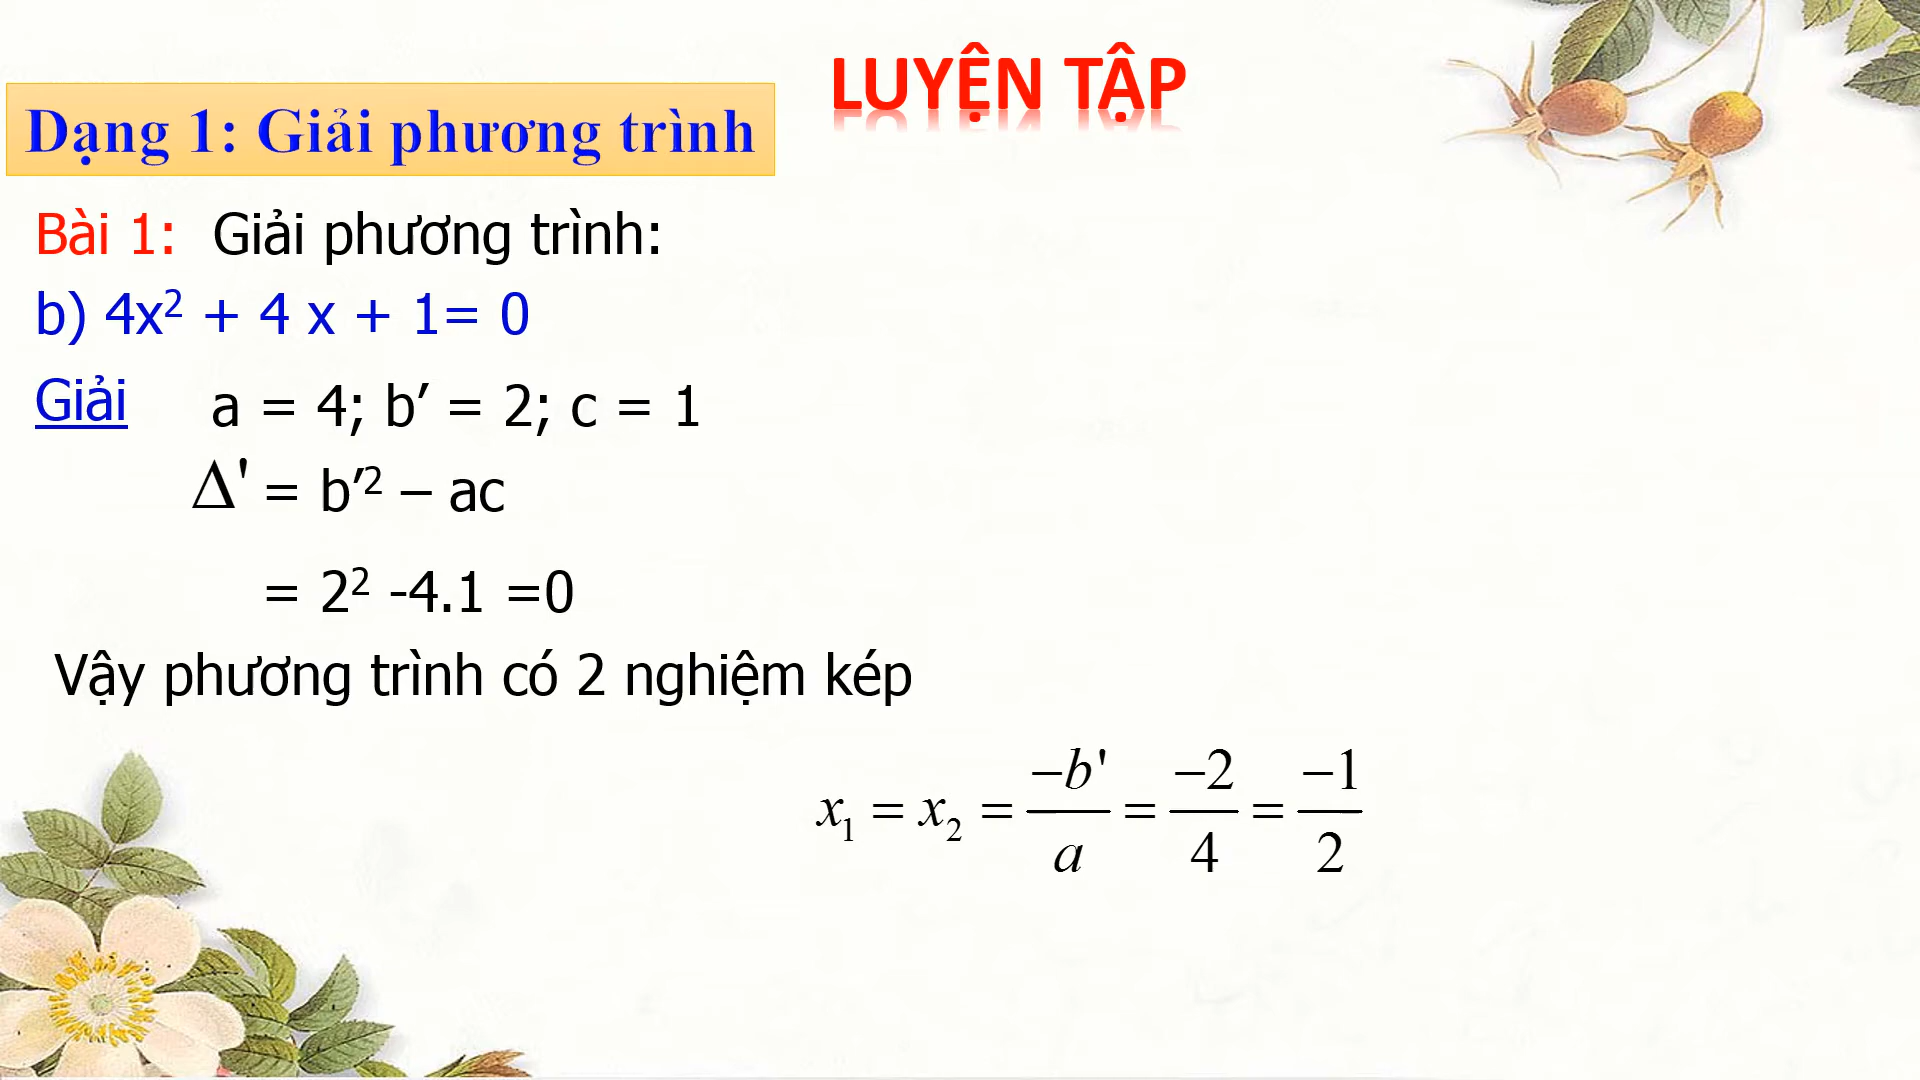 LUYỆN TẬP
Dạng 1: Giải phương trình
Bài 1: Giải phương trình:
b) 4x² + 4 x + 1= 0
Giải a = 4; b’ = 2; c = 1
Δ' = b’² – ac
= 2² -4.1 =0
Vậy phương trình có 2 nghiệm kép
x₁ = x₂ = −b'/a = −2/4 = −1/2